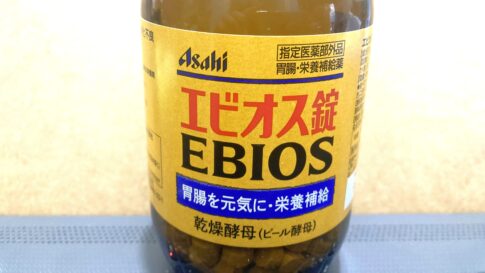 Asahi
指定医薬部外品
胃腸・栄養補給薬
エビオス錠
EBIOS
胃腸を元気に・栄養補給
乾燥酵母(ビール酵母)